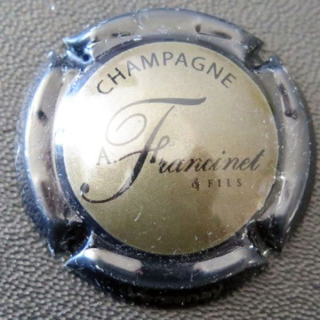 CHAMPAGNE
A. Francinet
& FILS